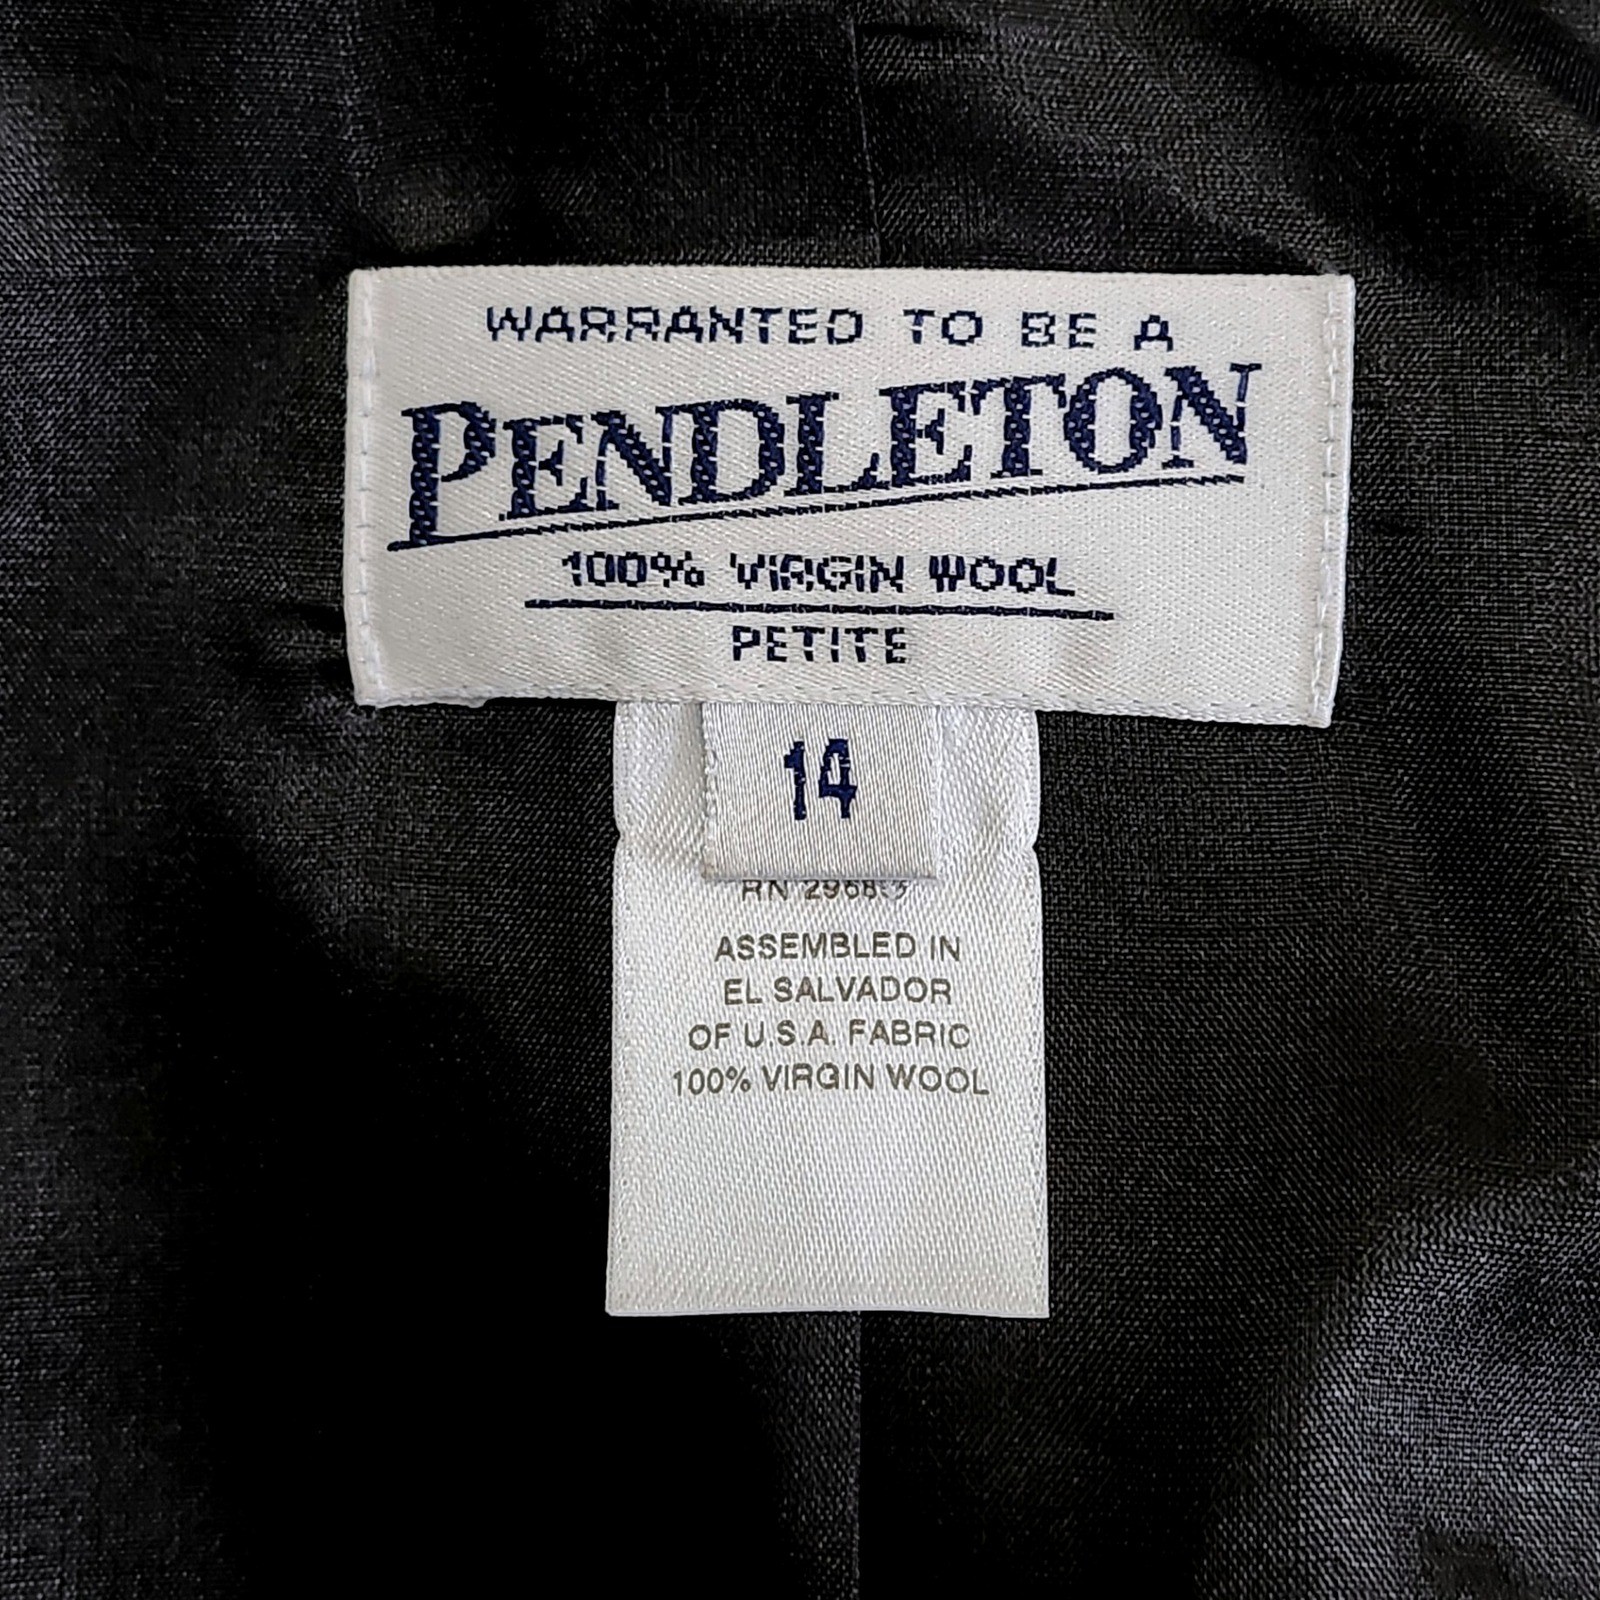 WARRANTED TO BE A
PENDLETON
100% VIRGIN WOOL
PETITE
14
RN
ASSEMBLED IN
EL SALVADOR
OF U.S.A. FABRIC
100% VIRGIN WOOL